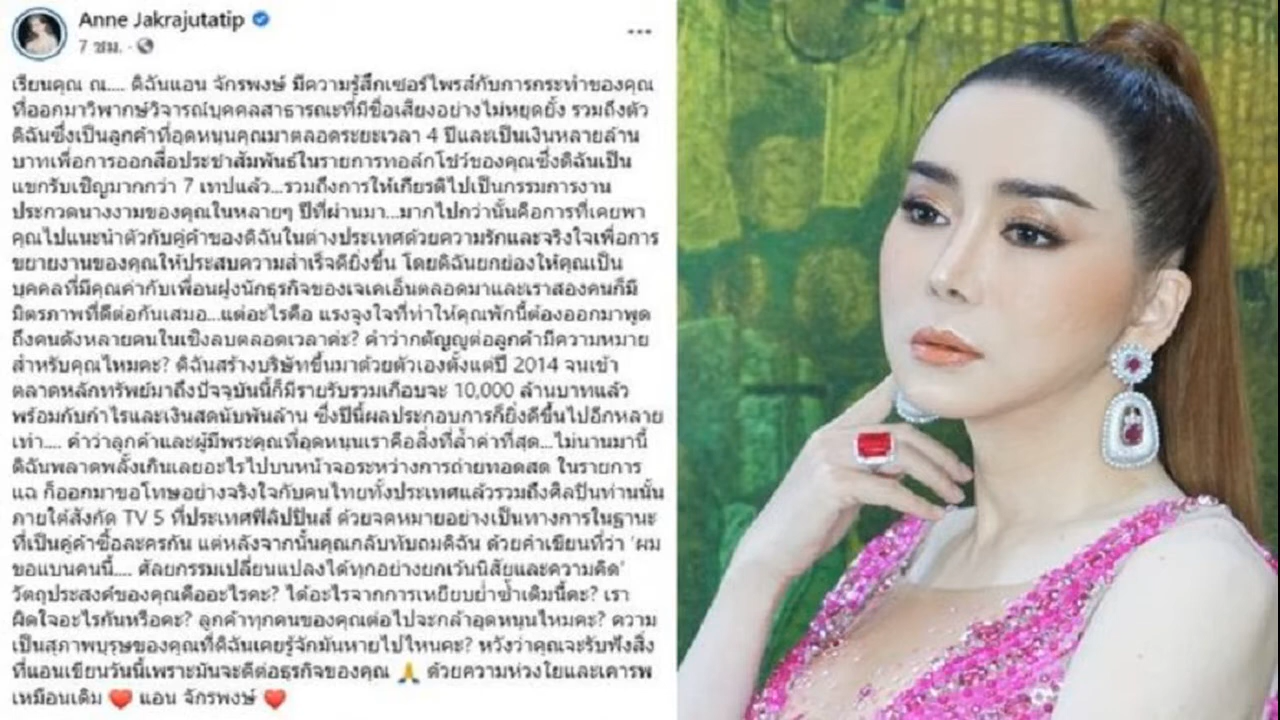 Anne Jakrajutatip
7 ชม.
เรียนคุณ ณ.... ดิฉันแอน จักรพงษ์ มีความรู้สึกเซอร์ไพรส์กับการกระทำของคุณ
ที่ออกมาวิพากษ์วิจารณ์บุคคลสาธารณะที่มีชื่อเสียงอย่างไม่หยุดยั้ง รวมถึงตัว
ดิฉันซึ่งเป็นลูกค้าที่อุดหนุนคุณมาตลอดระยะเวลา 4 ปีและเป็นเงินหลายล้าน
บาทเพื่อการออกสื่อประชาสัมพันธ์ในรายการทอล์กโชว์ของคุณซึ่งดิฉันเป็น
แขกรับเชิญมากกว่า 7 เทปแล้ว...รวมถึงการให้เกียรติไปเป็นกรรมการงาน
ประกวดนางงามของคุณในหลายๆ ปีที่ผ่านมา...มากไปกว่านั้นคือการที่เคยพา
คุณไปแนะนำตัวกับคู่ค้าของดิฉันในต่างประเทศด้วยความรักและจริงใจเพื่อการ
ขยายงานของคุณให้ประสบความสำเร็จดียิ่งขึ้น โดยดิฉันยกย่องให้คุณเป็น
บุคคลที่มีคุณค่ากับเพื่อนฝูงนักธุรกิจของเจเคเอ็นตลอดมาและเราสองคนก็มี
มิตรภาพที่ดีต่อกันเสมอ...แต่อะไรคือ แรงจูงใจที่ทำให้คุณพักนี้ต้องออกมาพูด
ถึงคนดังหลายคนในเชิงลบตลอดเวลาค่ะ? คำว่ากตัญญูต่อลูกค้ามีความหมาย
สำหรับคุณไหมคะ? ดิฉันสร้างบริษัทขึ้นมาด้วยตัวเองตั้งแต่ปี 2014 จนเข้า
ตลาดหลักทรัพย์มาถึงปัจจุบันนี้ก็มีรายรับรวมเกือบจะ 10,000 ล้านบาทแล้ว
พร้อมกับกำไรและเงินสดนับพันล้าน ซึ่งปีนี้ผลประกอบการก็ยิ่งดีขึ้นไปอีกหลาย
เท่า.... คำว่าลูกค้าและผู้มีพระคุณที่อุดหนุนเราคือสิ่งที่ล้ำค่าที่สุด...ไม่นานมานี้
ดิฉันพลาดพลั้งเกินเลยอะไรไปบนหน้าจอระหว่างการถ่ายทอดสด ในรายการ
แฉ ก็ออกมาขอโทษอย่างจริงใจกับคนไทยทั้งประเทศแล้วรวมถึงศิลปินท่านนั้น
ภายใต้สังกัด TV 5 ที่ประเทศฟิลิปปินส์ ด้วยจดหมายอย่างเป็นทางการในฐานะ
ที่เป็นคู่ค้าซื้อละครกัน แต่หลังจากนั้นคุณกลับทับถมดิฉัน ด้วยคำเขียนที่ว่า 'ผม
ขอแบนคนนี้.... ศัลยกรรมเปลี่ยนแปลงได้ทุกอย่างยกเว้นนิสัยและความคิด'
วัตถุประสงค์ของคุณคืออะไรคะ? ได้อะไรจากการเหยียบย่ำซ้ำเติมนี้คะ? เรา
ผิดใจอะไรกันหรือคะ? ลูกค้าทุกคนของคุณต่อไปจะกล้าอุดหนุนไหมคะ? ความ
เป็นสุภาพบุรุษของคุณที่ดิฉันเคยรู้จักมันหายไปไหนคะ? หวังว่าคุณจะรับฟังสิ่ง
ที่แอนเขียนวันนี้เพราะมันจะดีต่อธุรกิจของคุณ 🙏 ด้วยความห่วงใยและเคารพ
เหมือนเดิม ♥️ แอน จักรพงษ์ ♥️